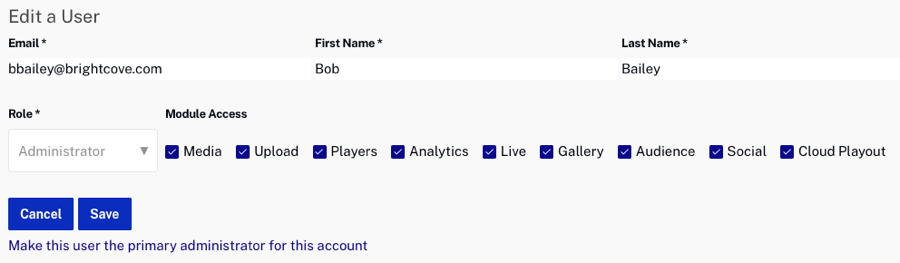 Edit a User
Email * First Name * Last Name *
bbailey@brightcove.com Bob Bailey
Role * Module Access
Administrator Media Upload Players Analytics Live Gallery Audience Social Cloud Playout
Cancel Save
Make this user the primary administrator for this account